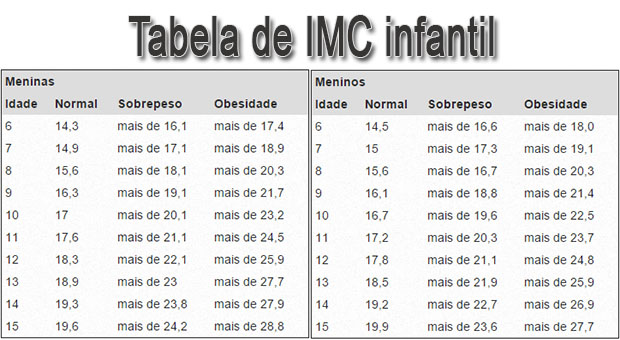 Tabela de IMC infantil
Meninas
Idade Normal Sobrepeso Obesidade
6 14,3 mais de 16,1 mais de 17,4
7 14,9 mais de 17,1 mais de 18,9
8 15,6 mais de 18,1 mais de 20,3
9 16,3 mais de 19,1 mais de 21,7
10 17 mais de 20,1 mais de 23,2
11 17,6 mais de 21,1 mais de 24,5
12 18,3 mais de 22,1 mais de 25,9
13 18,9 mais de 23 mais de 27,7
14 19,3 mais de 23,8 mais de 27,9
15 19,6 mais de 24,2 mais de 28,8
Meninos
Idade Normal Sobrepeso Obesidade
6 14,5 mais de 16,6 mais de 18,0
7 15 mais de 17,3 mais de 19,1
8 15,6 mais de 16,7 mais de 20,3
9 16,1 mais de 18,8 mais de 21,4
10 16,7 mais de 19,6 mais de 22,5
11 17,2 mais de 20,3 mais de 23,7
12 17,8 mais de 21,1 mais de 24,8
13 18,5 mais de 21,9 mais de 25,9
14 19,2 mais de 22,7 mais de 26,9
15 19,9 mais de 23,6 mais de 27,7